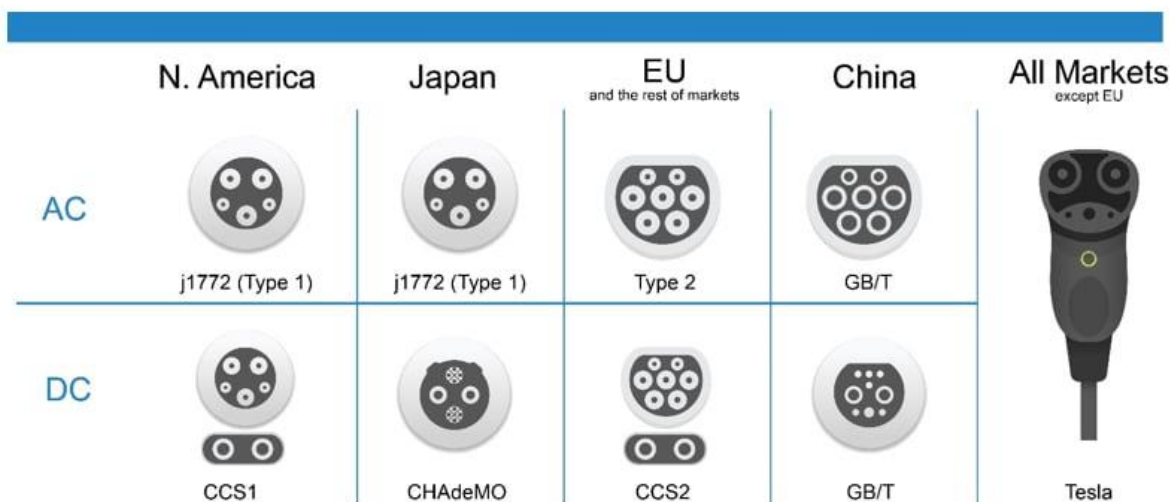 N. America
Japan
EU
and the rest of markets
China
All Markets
except EU
AC
j1772 (Type 1)
j1772 (Type 1)
Type 2
GB/T
DC
CCS1
CHAdeMO
CCS2
GB/T
Tesla